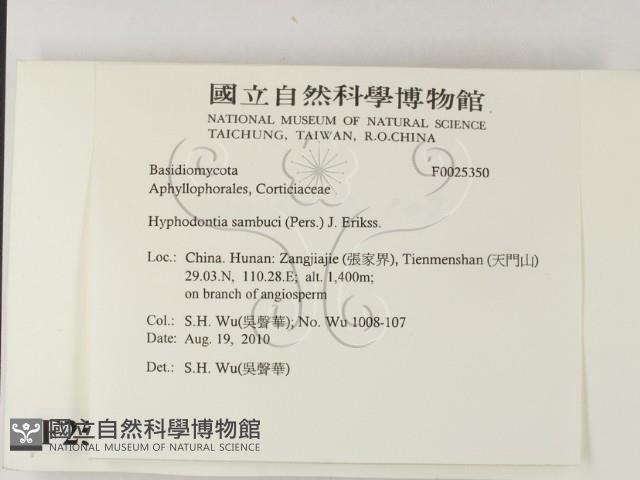 國立自然科學博物館
NATIONAL MUSEUM OF NATURAL SCIENCE
TAICHUNG, TAIWAN, R.O.CHINA
Basidiomycota F0025350
Aphyllophorales, Corticiaceae
Hyphodontia sambuci (Pers.) J. Erikss.
Loc.: China. Hunan: Zangjiajie (張家界), Tienmenshan (天門山)
29.03.N, 110.28.E; alt. 1,400m;
on branch of angiosperm
Col.: S.H. Wu(吳聲華); No. Wu 1008-107
Date: Aug. 19, 2010
Det.: S.H. Wu(吳聲華)
國立自然科學博物館
NATIONAL MUSEUM OF NATURAL SCIENCE